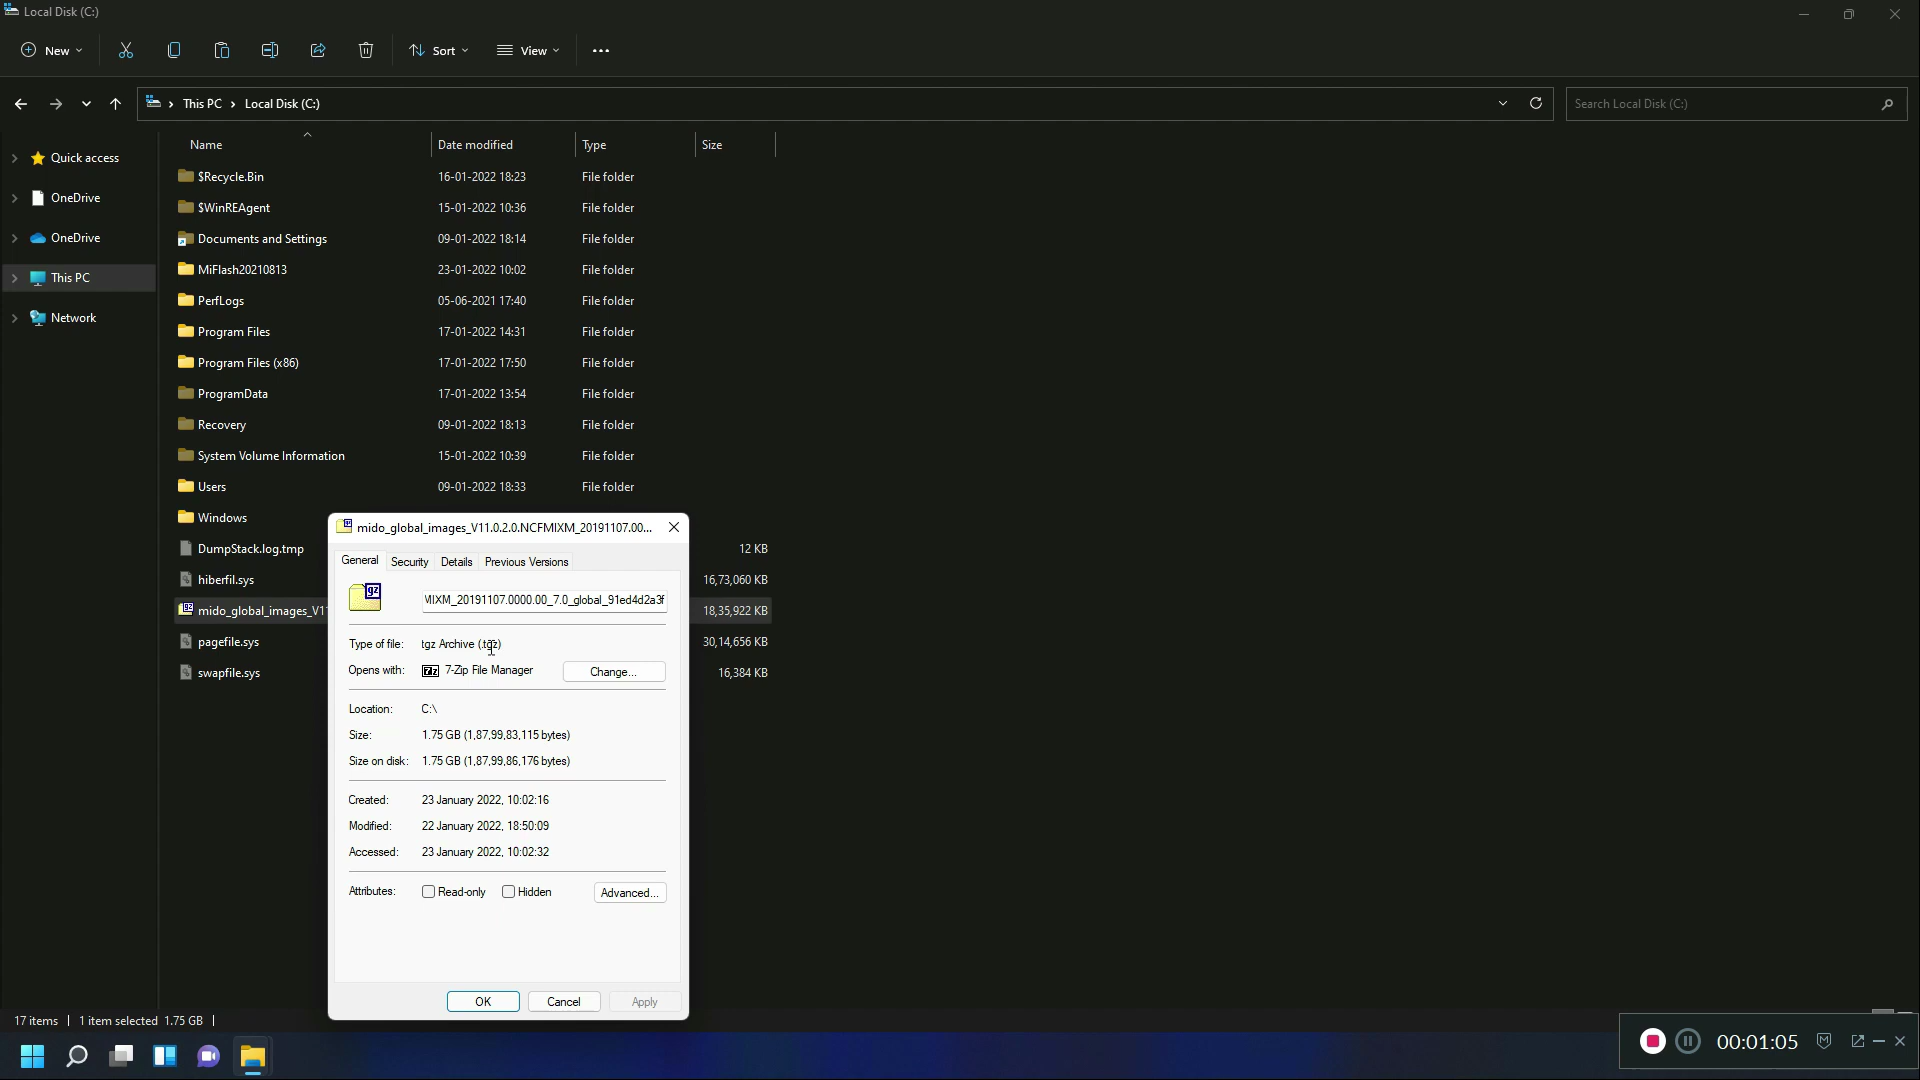 Local Disk (C:)
New
Sort
View
This PC > Local Disk (C:)
Search Local Disk (C:)
Name Date modified Type Size
Quick access
OneDrive
OneDrive
This PC
Network
$Recycle.Bin 16-01-2022 18:23 File folder
$WinREAgent 15-01-2022 10:36 File folder
Documents and Settings 09-01-2022 18:14 File folder
MiFlash20210813 23-01-2022 10:02 File folder
PerfLogs 05-06-2021 17:40 File folder
Program Files 17-01-2022 14:31 File folder
Program Files (x86) 17-01-2022 17:50 File folder
ProgramData 17-01-2022 13:54 File folder
Recovery 09-01-2022 18:13 File folder
System Volume Information 15-01-2022 10:39 File folder
Users 09-01-2022 18:33 File folder
Windows
DumpStack.log.tmp 12 KB
hiberfil.sys 16,73,060 KB
mido_global_images_V11 18,35,922 KB
pagefile.sys 30,14,656 KB
swapfile.sys 16,384 KB
mido_global_images_V11.0.2.0.NCFMIXM_20191107.00...
General Security Details Previous Versions
MIXM_20191107.0000.00_7.0_global_91ed4d2a3f
Type of file: tgz Archive (.tgz)
Opens with: 7-Zip File Manager Change...
Location: C:\
Size: 1.75 GB (1,87,99,83,115 bytes)
Size on disk: 1.75 GB (1,87,99,86,176 bytes)
Created: 23 January 2022, 10:02:16
Modified: 22 January 2022, 18:50:09
Accessed: 23 January 2022, 10:02:32
Attributes: Read-only Hidden Advanced...
OK Cancel Apply
17 items 1 item selected 1.75 GB
00:01:05